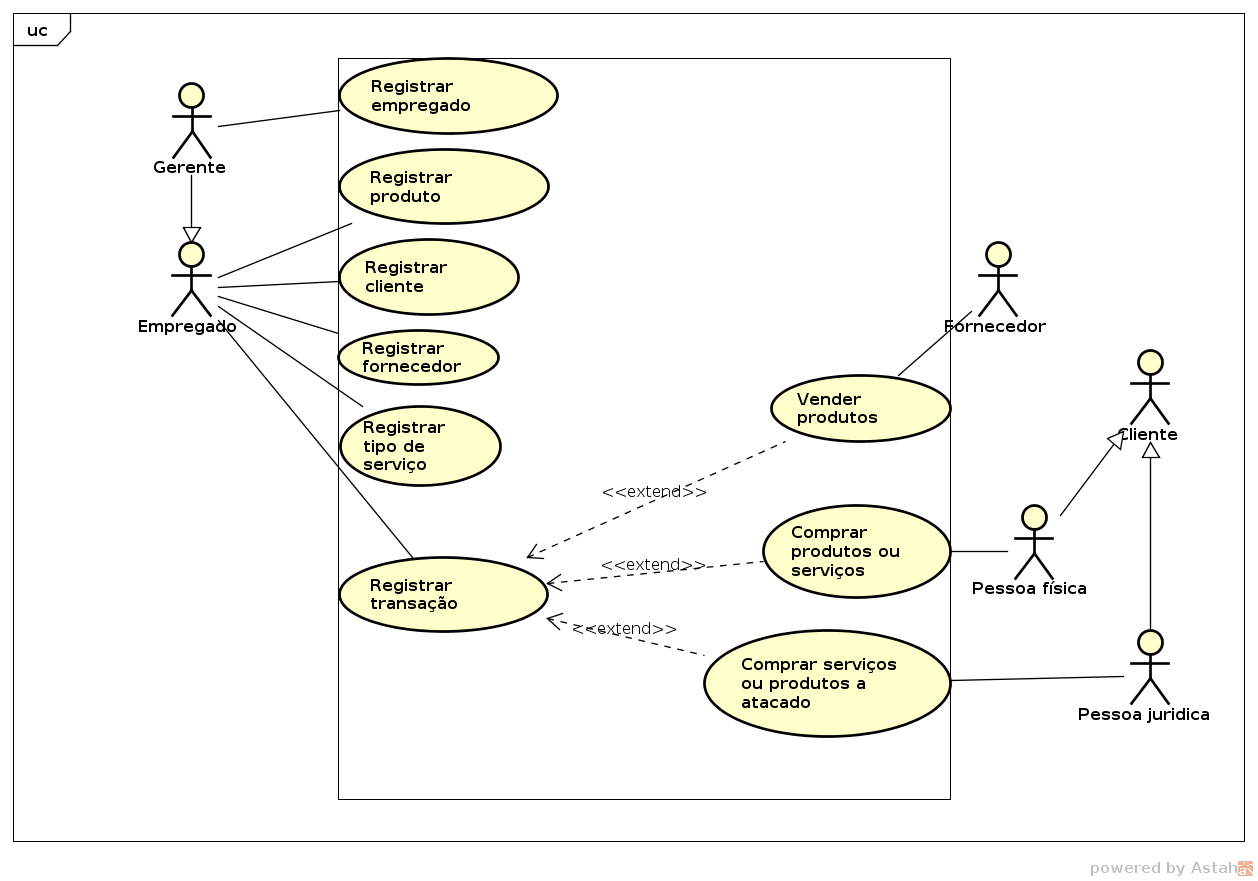 uc
Registrar
empregado
Gerente
Registrar
produto
Registrar
cliente
Empregado
Fornecedor
Registrar
fornecedor
Vender
produtos
Cliente
Registrar
tipo de
serviço
<<extend>>
Comprar
produtos ou
serviços
<<extend>>
Pessoa física
Registrar
transação
<<extend>>
Comprar serviços
ou produtos a
atacado
Pessoa juridica
powered by Astah